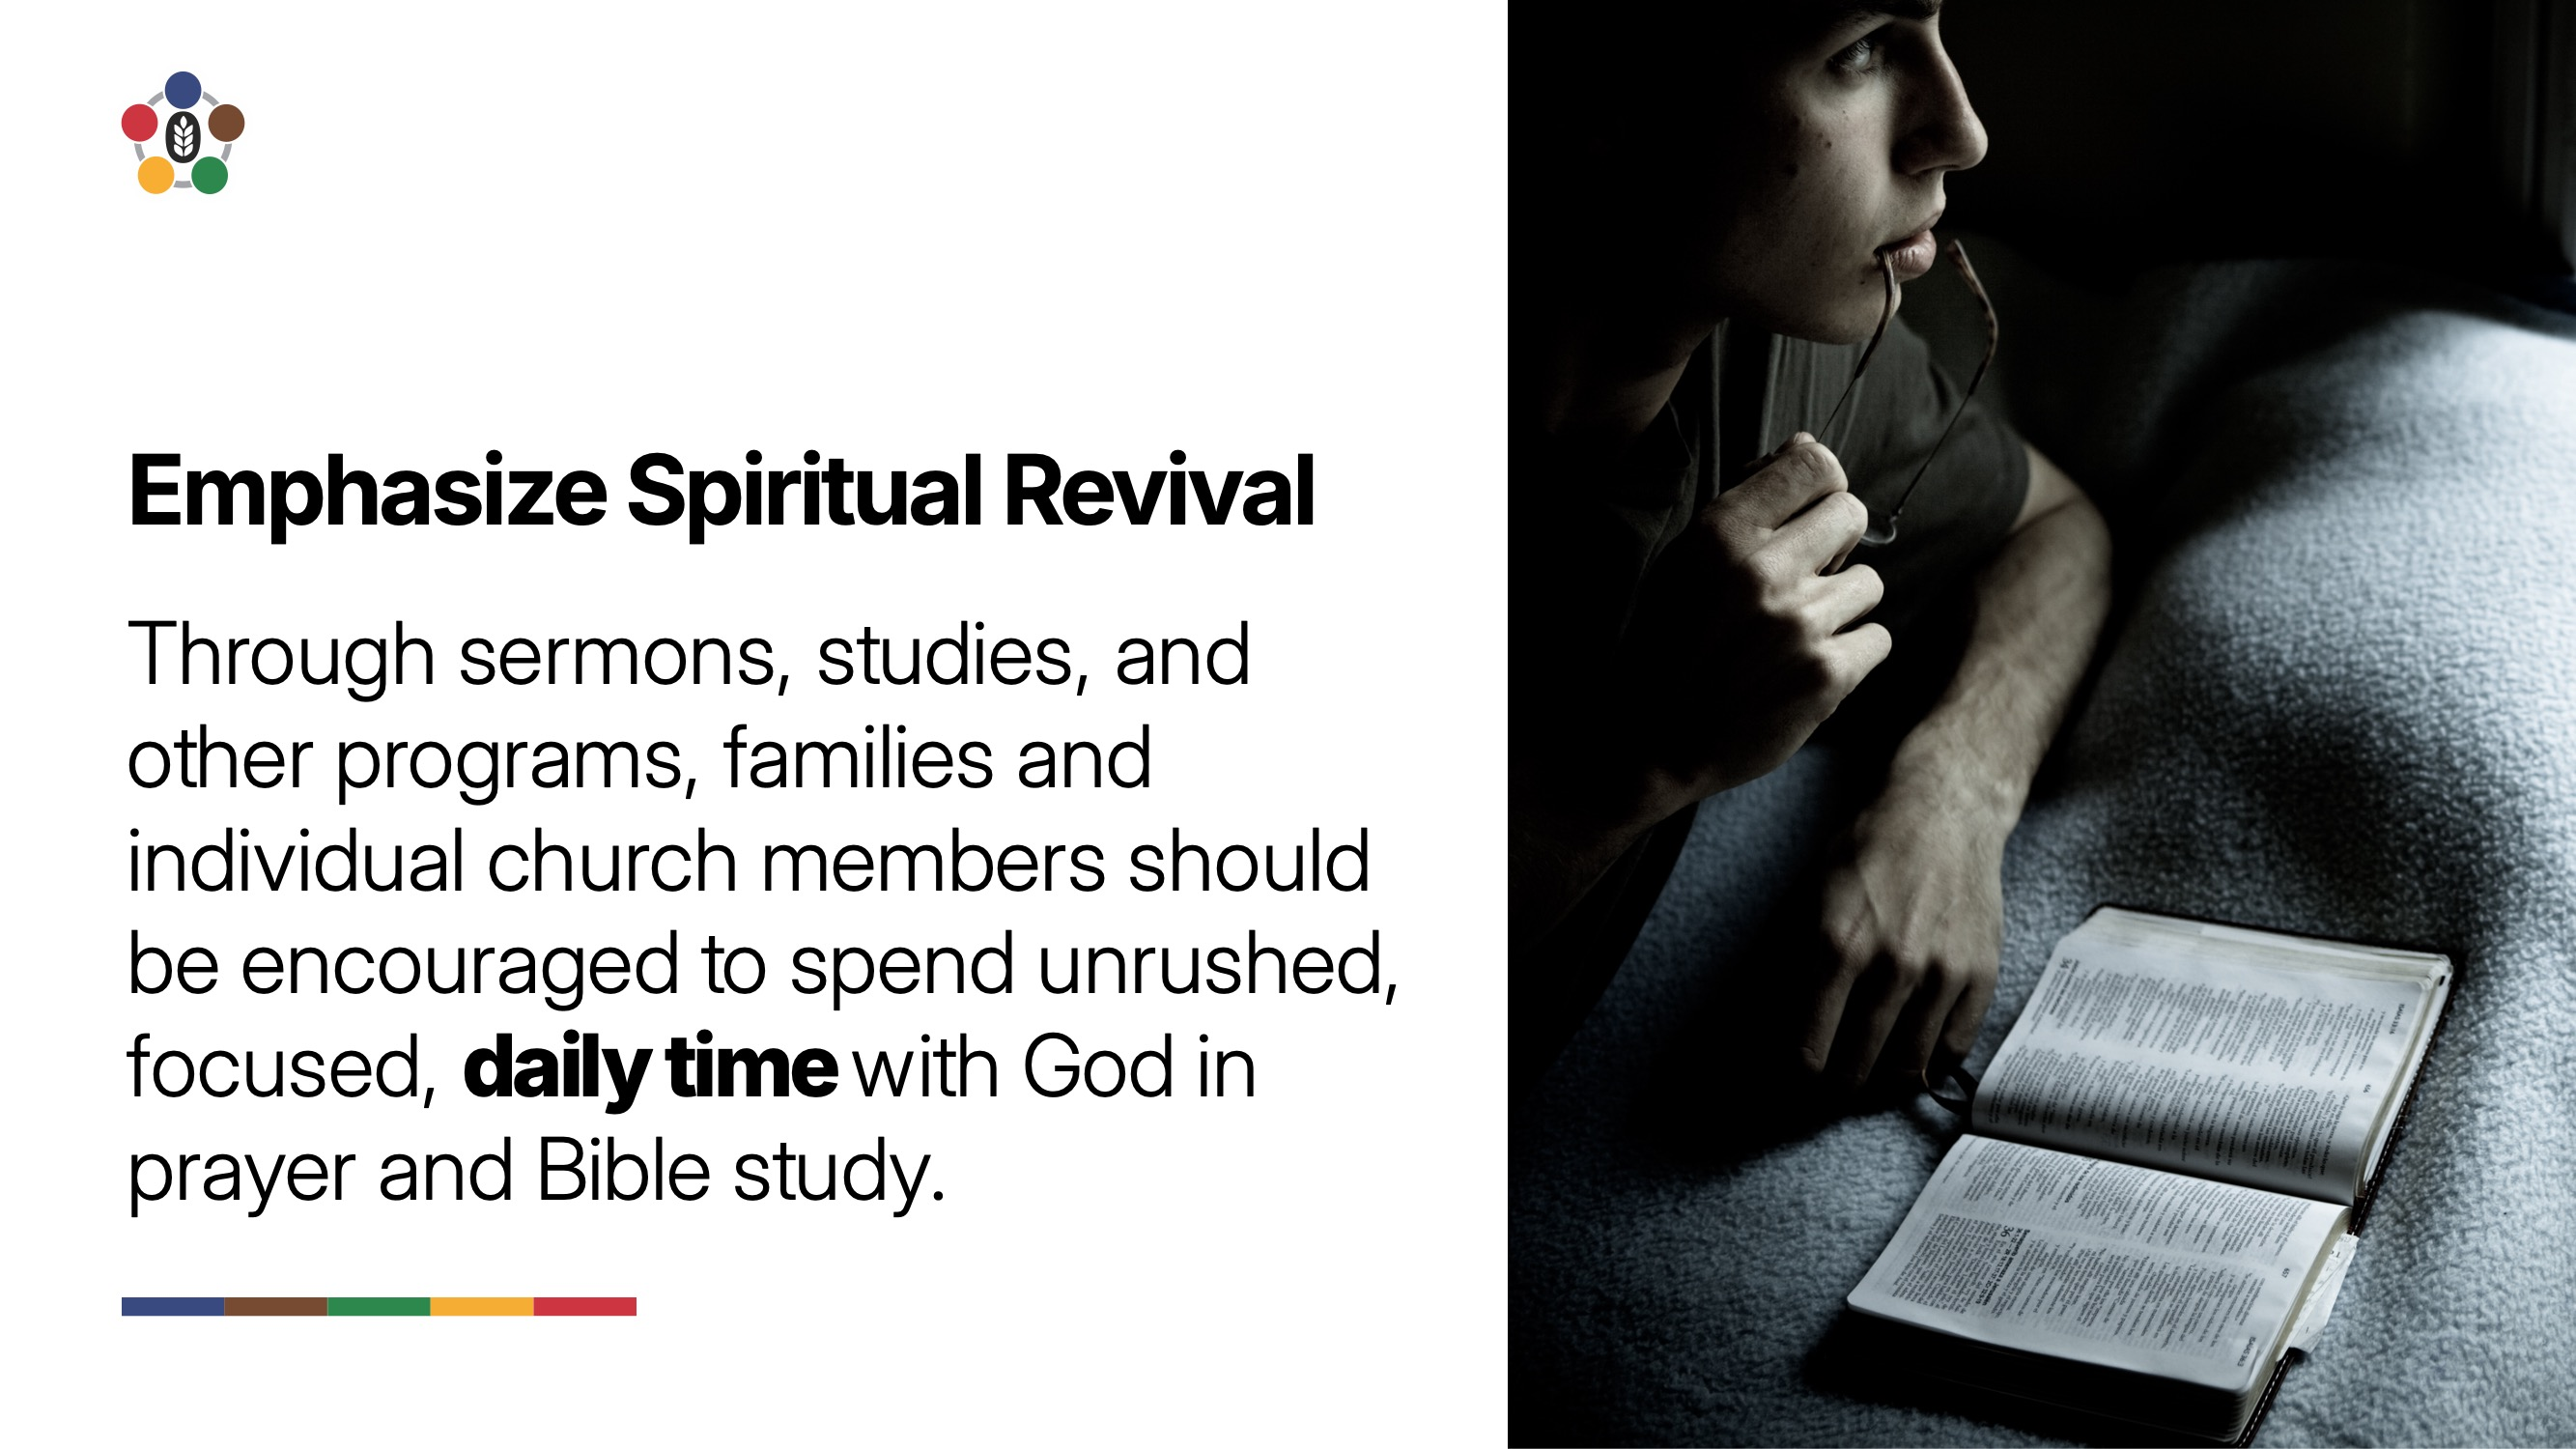 Emphasize Spiritual Revival
Through sermons, studies, and
other programs, families and
individual church members should
be encouraged to spend unrushed,
focused, daily time with God in
prayer and Bible study.